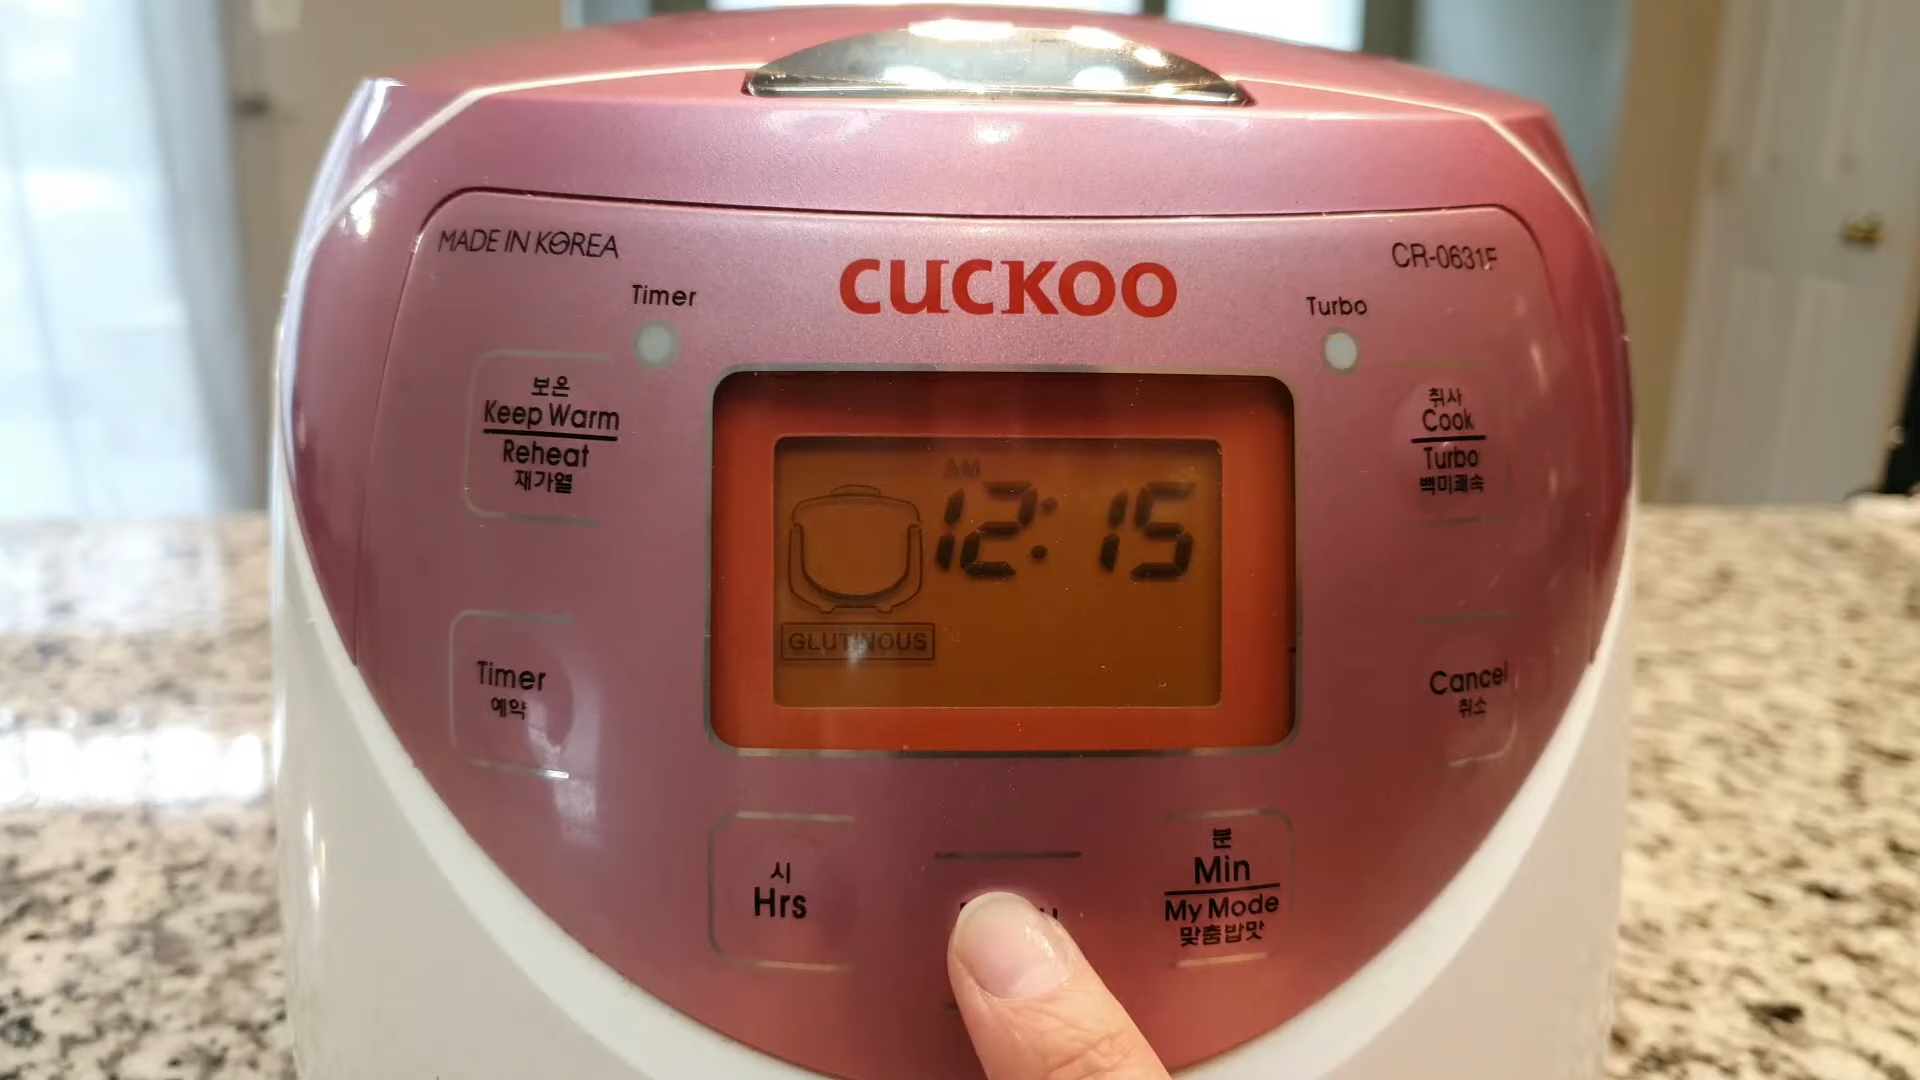 MADE IN KOREA
CUCKOO
CR-0631F
Timer
Turbo
보온
Keep Warm
Reheat
재가열
취사
Cook
Turbo
백미쾌속
AM
12:15
GLUTINOUS
Timer
예약
Cancel
취소
시
Hrs
분
Min
My Mode
맞춤밥맛